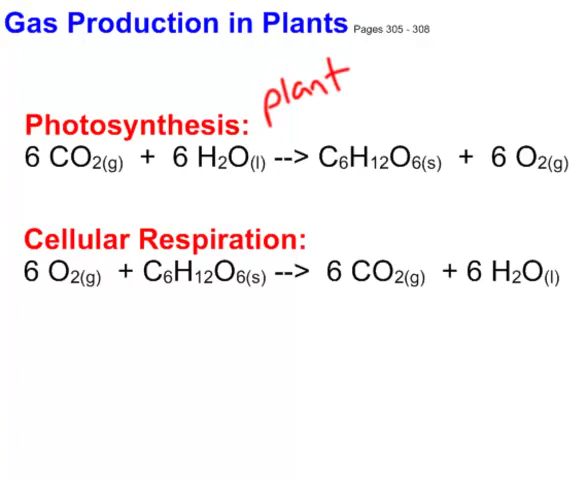 Gas Production in Plants Pages 305 - 308
plant
Photosynthesis:
6 CO2(g) + 6 H2O(l) --> C6H12O6(s) + 6 O2(g)
Cellular Respiration:
6 O2(g) + C6H12O6(s) --> 6 CO2(g) + 6 H2O(l)